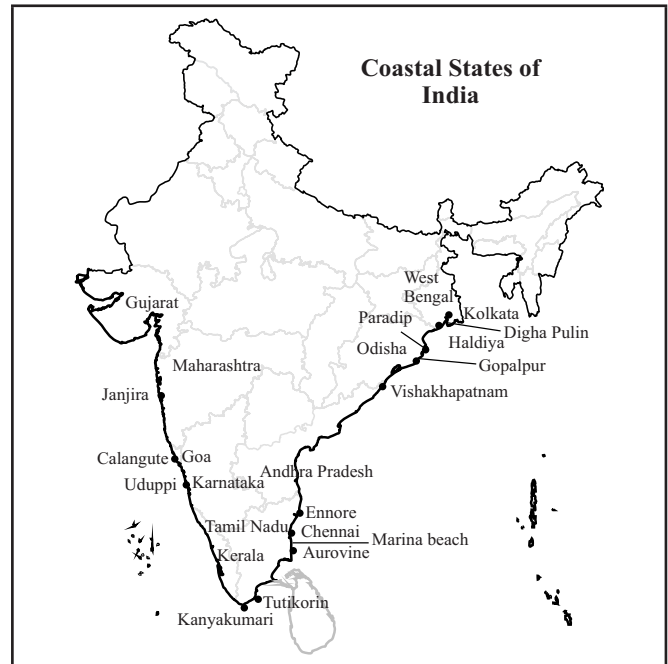 Coastal States of
India
West
Bengal
Kolkata
Paradip
Digha Pulin
Haldiya
Gujarat
Odisha
Gopalpur
Maharashtra
Vishakhapatnam
Janjira
Calangute
Goa
Andhra Pradesh
Uduppi
Karnataka
Ennore
Tamil Nadu
Chennai
Marina beach
Aurovine
Kerala
Tutikorin
Kanyakumari